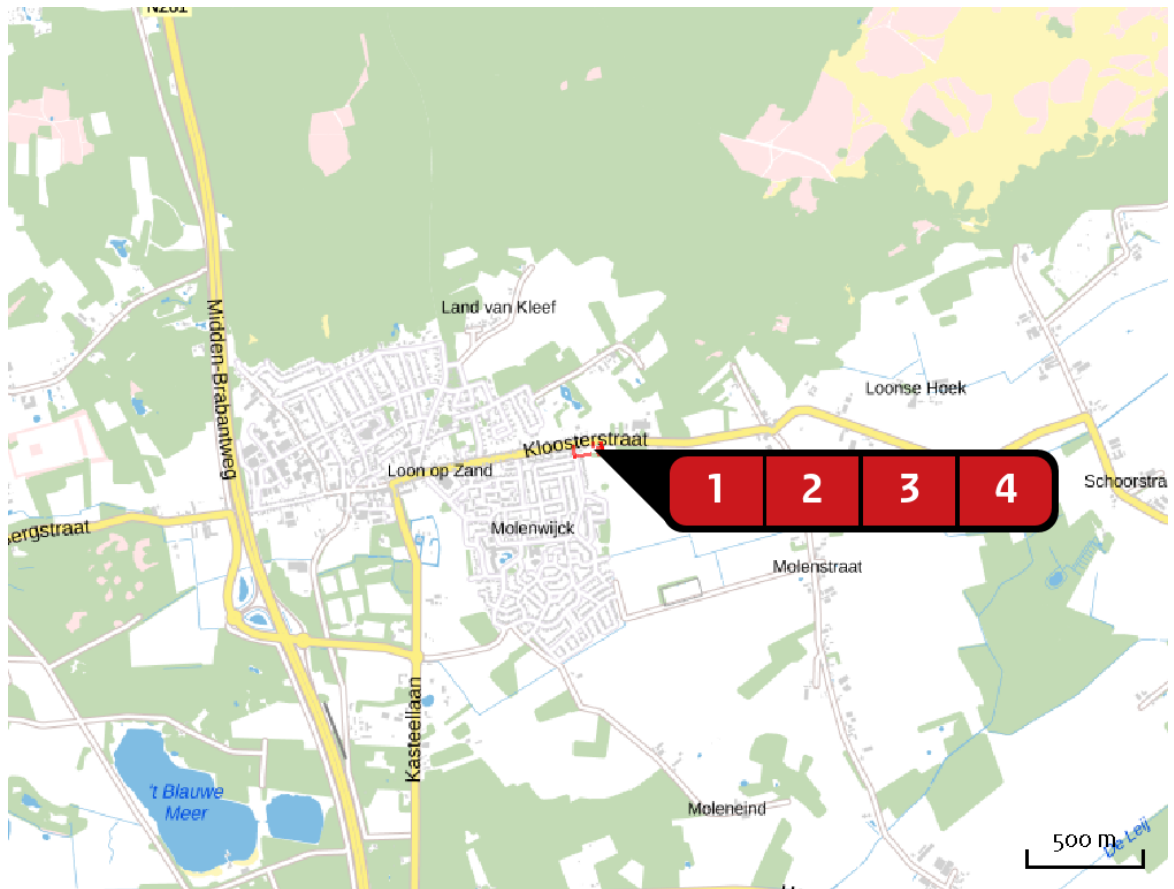 N261
Land van Kleef
Midden-Brabantweg
Loonse Hoek
Kloosterstraat
Loon op Zand
1 2 3 4
Schoorstra
ergstraat
Molenwijck
Molenstraat
Kasteellaan
't Blauwe
Meer
Moleneind
500 m
De Leij